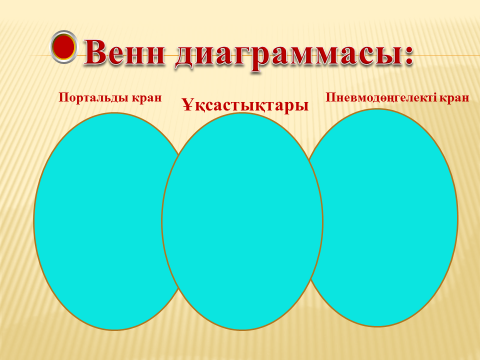 Венн диаграммасы:
Портальды кран
Ұқсастықтары
Пневмодөңгелекті кран